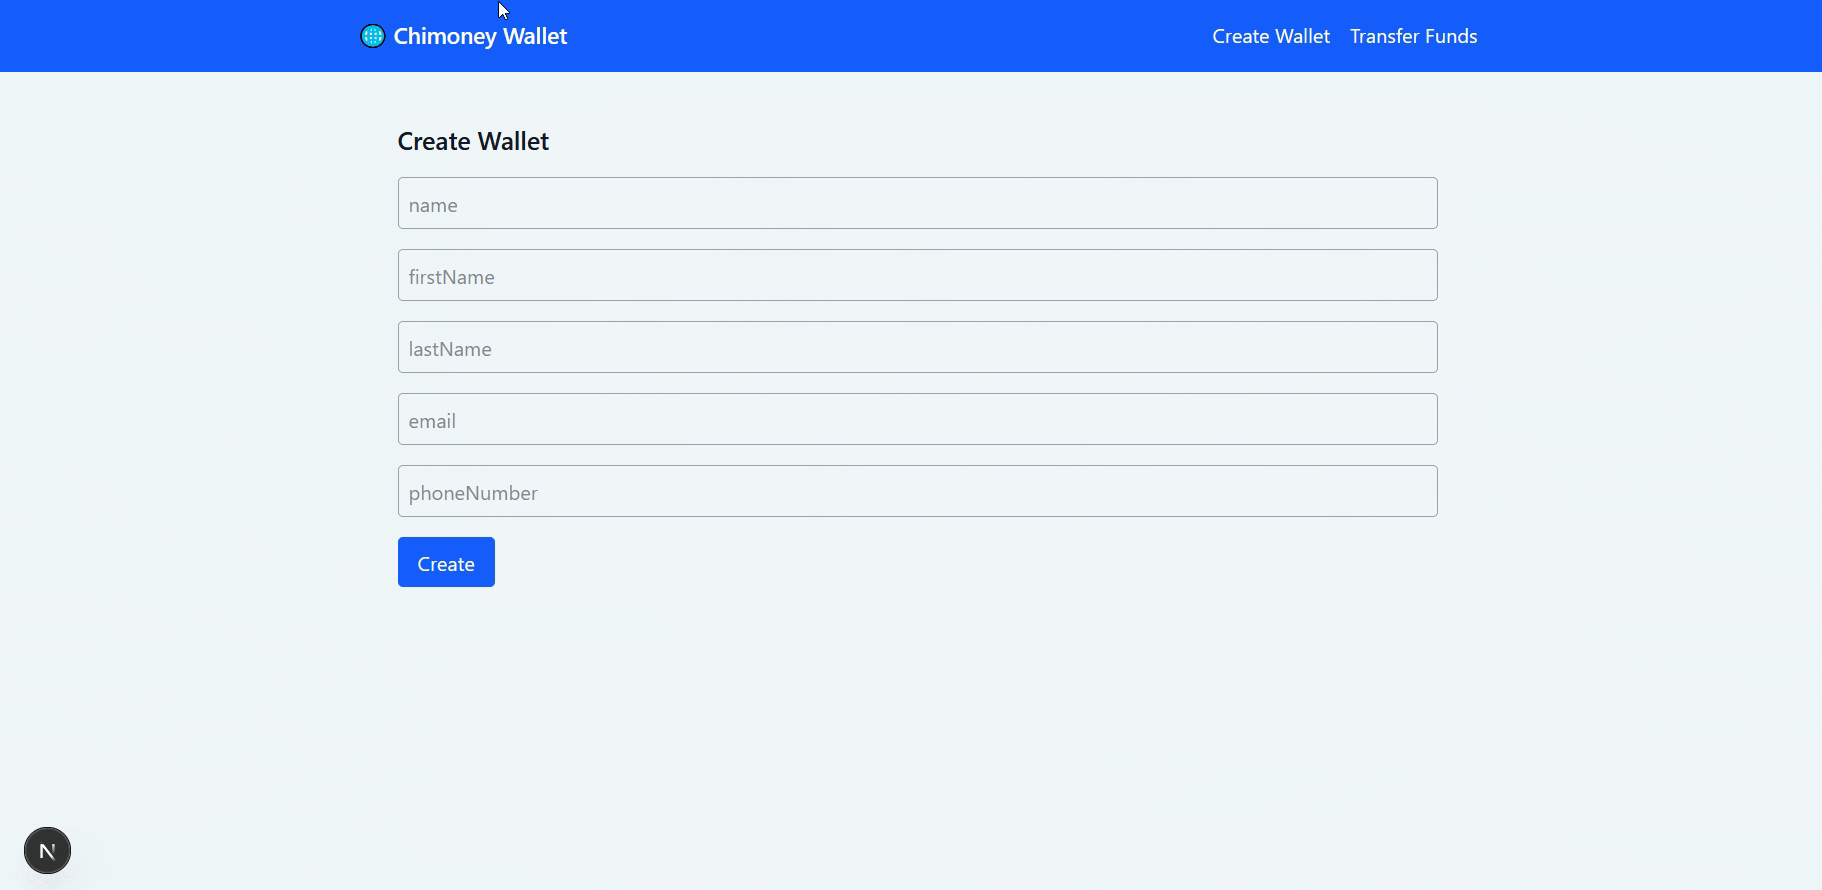 Chimoney Wallet
Create Wallet
Transfer Funds
Create Wallet
name
firstName
lastName
email
phoneNumber
Create
N